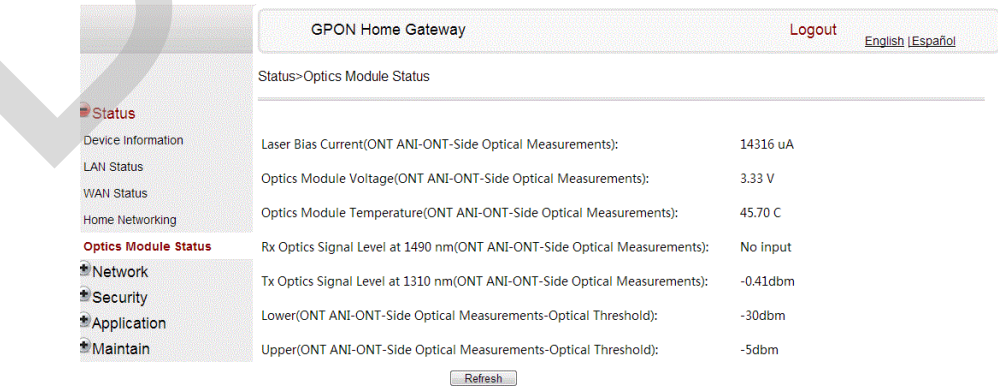 GPON Home Gateway
Logout
English | Español
Status>Optics Module Status
Status
Device Information
LAN Status
WAN Status
Home Networking
Optics Module Status
Network
Security
Application
Maintain
Laser Bias Current(ONT ANI-ONT-Side Optical Measurements): 14316 uA
Optics Module Voltage(ONT ANI-ONT-Side Optical Measurements): 3.33 V
Optics Module Temperature(ONT ANI-ONT-Side Optical Measurements): 45.70 C
Rx Optics Signal Level at 1490 nm(ONT ANI-ONT-Side Optical Measurements): No input
Tx Optics Signal Level at 1310 nm(ONT ANI-ONT-Side Optical Measurements): -0.41dbm
Lower(ONT ANI-ONT-Side Optical Measurements-Optical Threshold): -30dbm
Upper(ONT ANI-ONT-Side Optical Measurements-Optical Threshold): -5dbm
Refresh